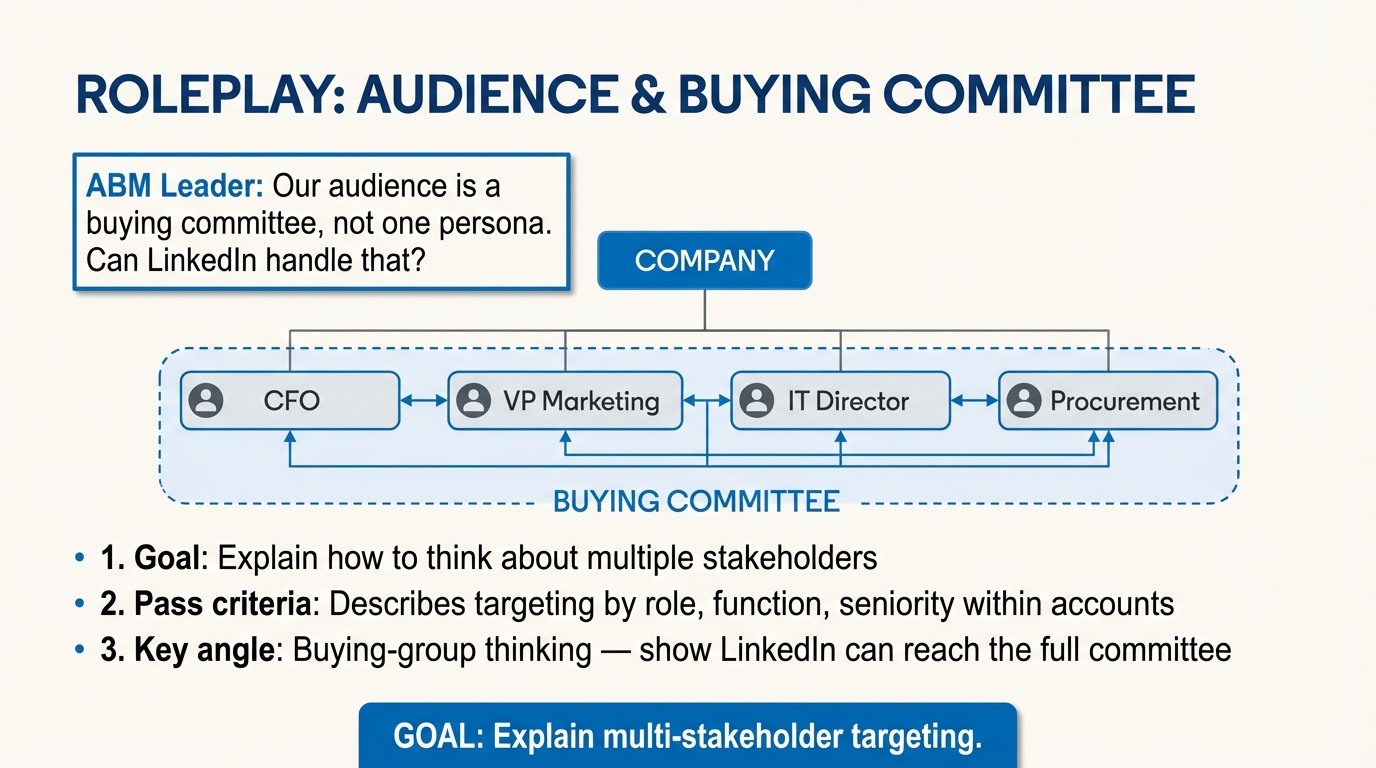 ROLEPLAY: AUDIENCE & BUYING COMMITTEE
ABM Leader: Our audience is a
buying committee, not one persona.
Can LinkedIn handle that?
COMPANY
CFO
VP Marketing
IT Director
Procurement
BUYING COMMITTEE
• 1. Goal: Explain how to think about multiple stakeholders
• 2. Pass criteria: Describes targeting by role, function, seniority within accounts
• 3. Key angle: Buying-group thinking — show LinkedIn can reach the full committee
GOAL: Explain multi-stakeholder targeting.